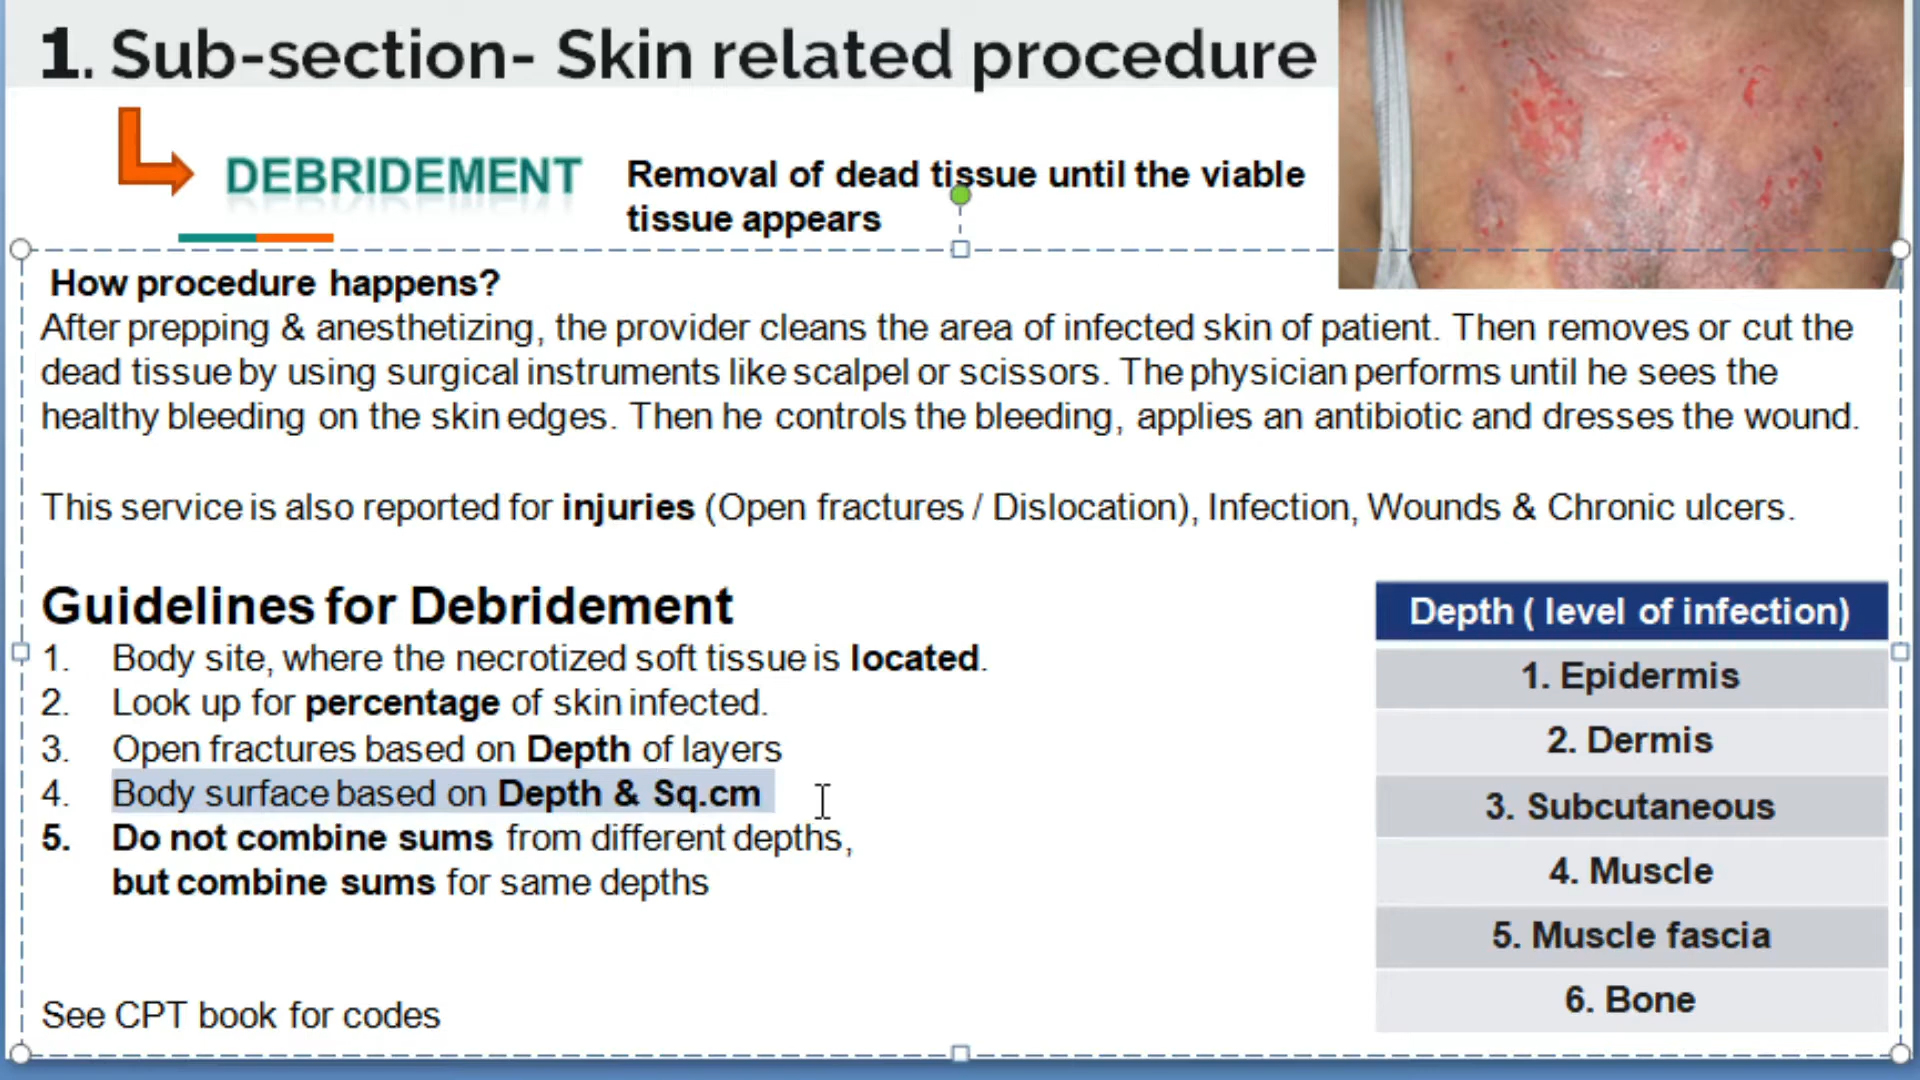 1. Sub-section- Skin related procedure
DEBRIDEMENT
Removal of dead tissue until the viable
tissue appears
How procedure happens?
After prepping & anesthetizing, the provider cleans the area of infected skin of patient. Then removes or cut the
dead tissue by using surgical instruments like scalpel or scissors. The physician performs until he sees the
healthy bleeding on the skin edges. Then he controls the bleeding, applies an antibiotic and dresses the wound.
This service is also reported for injuries (Open fractures / Dislocation), Infection, Wounds & Chronic ulcers.
Guidelines for Debridement
1. Body site, where the necrotized soft tissue is located.
2. Look up for percentage of skin infected.
3. Open fractures based on Depth of layers
4. Body surface based on Depth & Sq.cm
5. Do not combine sums from different depths,
but combine sums for same depths
See CPT book for codes
Depth ( level of infection)
1. Epidermis
2. Dermis
3. Subcutaneous
4. Muscle
5. Muscle fascia
6. Bone